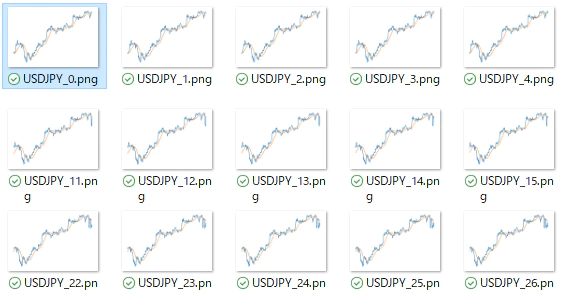 USDJPY_0.png
USDJPY_1.png
USDJPY_2.png
USDJPY_3.png
USDJPY_4.png
USDJPY_11.pn
g
USDJPY_12.pn
g
USDJPY_13.pn
g
USDJPY_14.pn
g
USDJPY_15.pn
g
USDJPY_22.pn
USDJPY_23.pn
USDJPY_24.pn
USDJPY_25.pn
USDJPY_26.pn